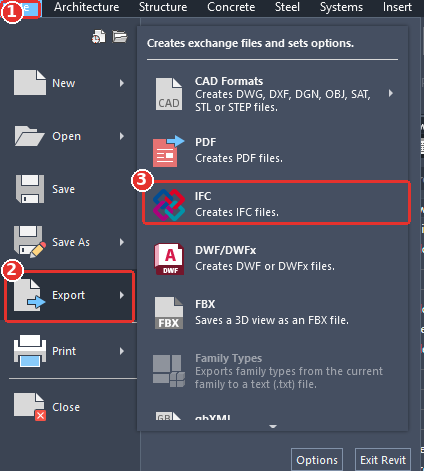 1
Architecture
Structure
Concrete
Steel
Systems
Insert
New
Open
Save
Save As
2
Export
Print
Close
Creates exchange files and sets options.
CAD
CAD Formats
Creates DWG, DXF, DGN, OBJ, SAT,
STL or STEP files.
PDF
Creates PDF files.
3
IFC
Creates IFC files.
A
DWF
DWF/DWFx
Creates DWF or DWFx files.
FBX
FBX
Saves a 3D view as an FBX file.
Family Types
Exports family types from the current
family to a text (.txt) file.
gbXML
Options
Exit Revit